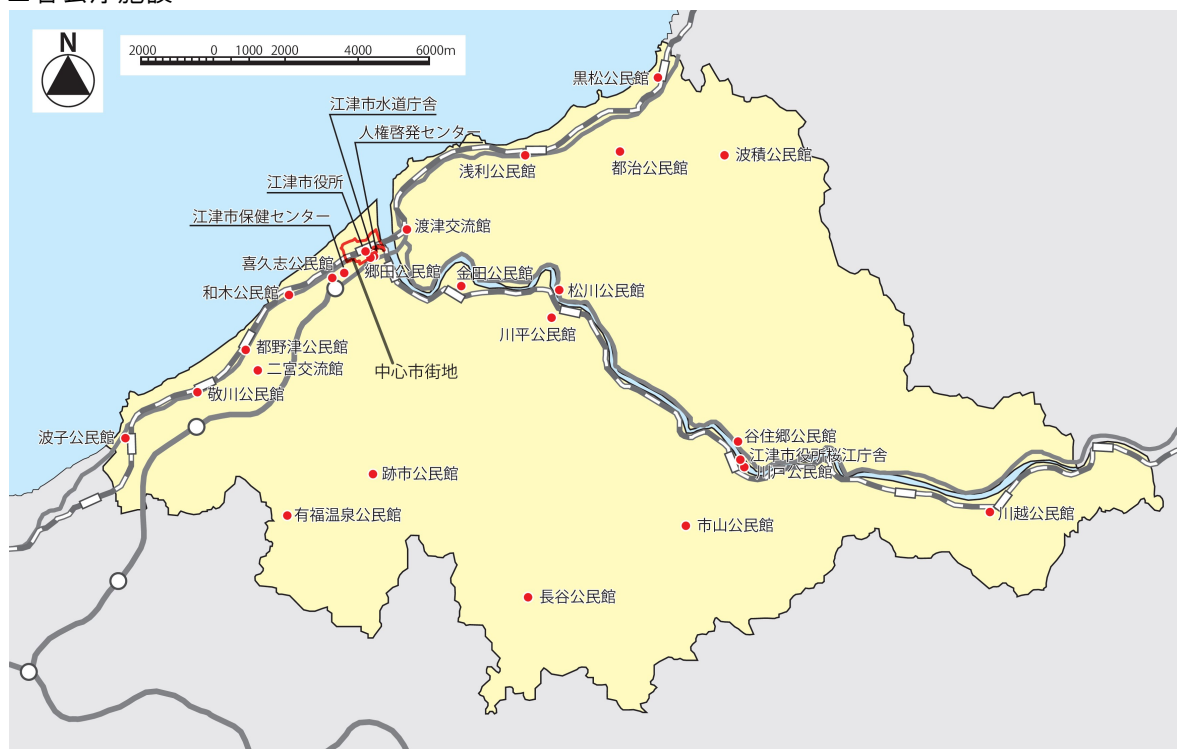 N
2000 0 1000 2000 4000 6000m
黒松公民館
江津市水道庁舎
人権啓発センター
浅利公民館
都治公民館
波積公民館
江津市役所
江津市保健センター
渡津交流館
喜久志公民館
郷田公民館
金田公民館
和木公民館
松川公民館
川平公民館
都野津公民館
二宮交流館
中心市街地
敬川公民館
波子公民館
谷住郷公民館
江津市役所桜江庁舎
川戸公民館
跡市公民館
有福温泉公民館
川越公民館
市山公民館
長谷公民館